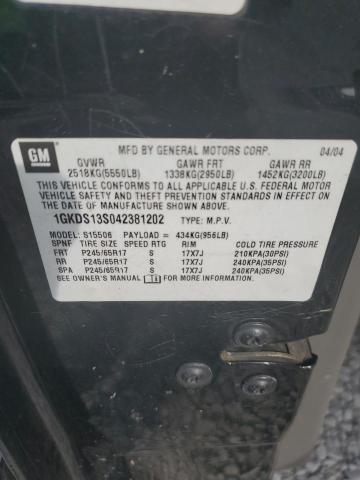 GM
MFD BY GENERAL MOTORS CORP. 04/04
GVWR GAWR FRT GAWR RR
2518KG(5550LB) 1338KG(2950LB) 1452KG(3200LB)
THIS VEHICLE CONFORMS TO ALL APPLICABLE U.S. FEDERAL MOTOR
VEHICLE SAFETY AND THEFT PREVENTION STANDARDS IN EFFECT ON
THE DATE OF MANUFACTURE SHOWN ABOVE.
1GKDS13S042381202 TYPE: M.P.V.
MODEL: S15506 PAYLOAD = 434KG(956LB)
SPNF TIRE SIZE SPEED RTG RIM COLD TIRE PRESSURE
FRT P245/65R17 S 17X7J 210KPA(30PSI)
RR P245/65R17 S 17X7J 240KPA(35PSI)
SPA P245/65R17 S 17X7J 240KPA(35PSI)
SEE OWNER'S MANUAL FOR MORE INFORMATION.